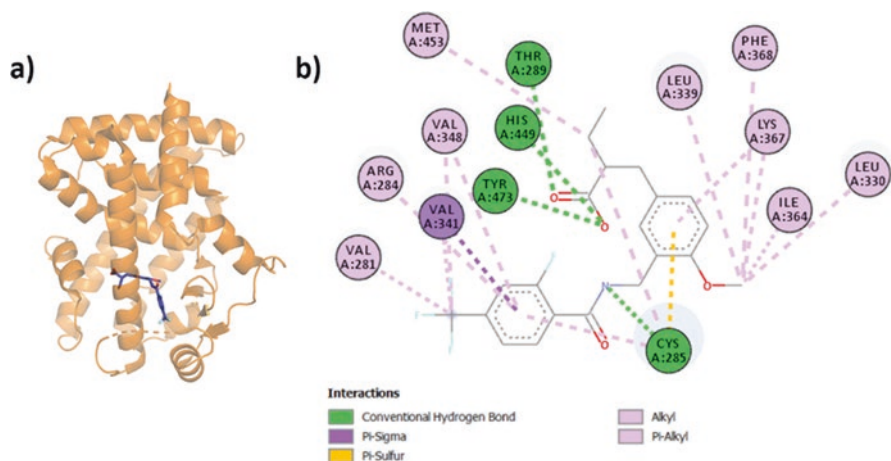 a)
b)
MET
A:453
THR
A:289
PHE
A:368
LEU
A:339
HIS
A:449
VAL
A:348
LYS
A:367
LEU
A:330
ARG
A:284
TYR
A:473
ILE
A:364
VAL
A:341
VAL
A:281
O
O
N
O
O
F
F
F
F
CYS
A:285
Interactions
Conventional Hydrogen Bond
Pi-Sigma
Pi-Sulfur
Alkyl
Pi-Alkyl